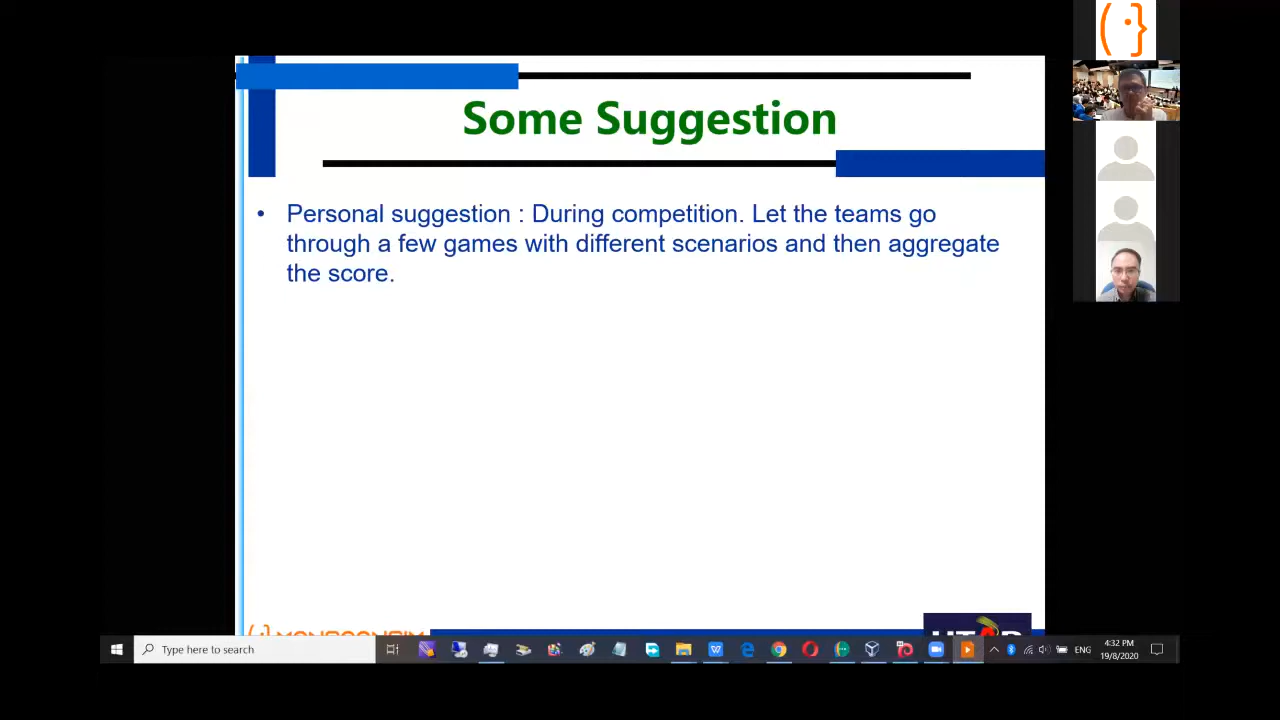 Some Suggestion
• Personal suggestion : During competition. Let the teams go
through a few games with different scenarios and then aggregate
the score.
Type here to search
ENG
4:32 PM
19/8/2020